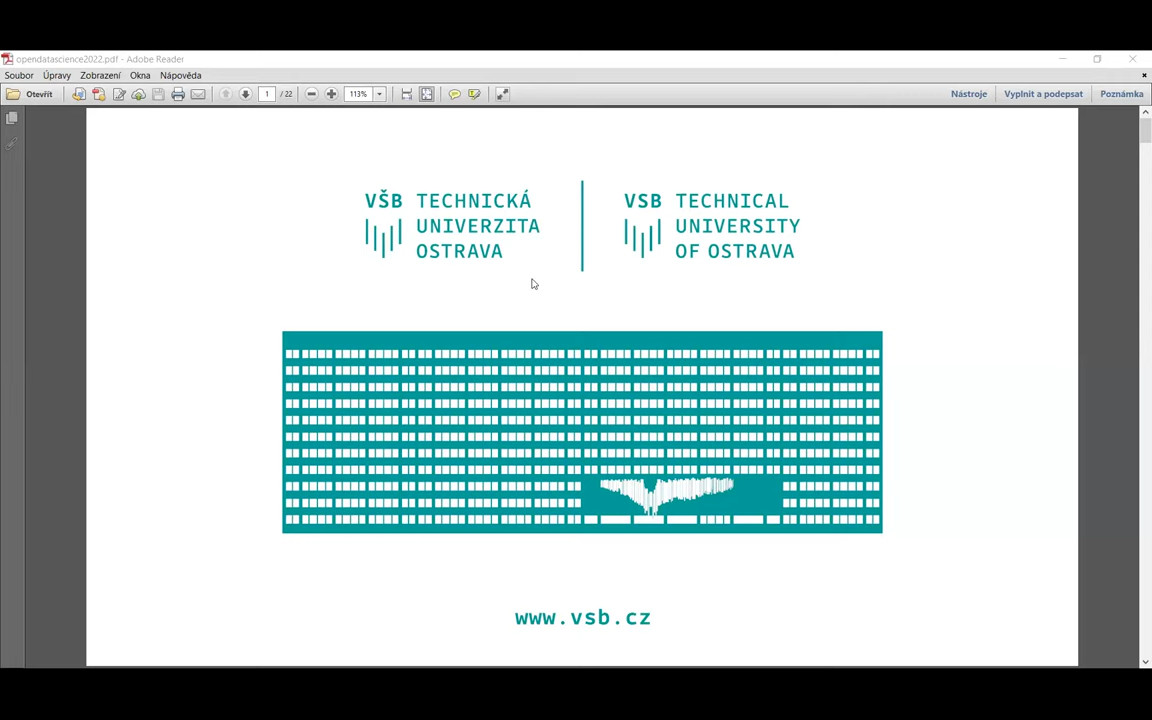 opendatascience2022.pdf - Adobe Reader
Soubor Úpravy Zobrazení Okna Nápověda
Otevřít 1 / 22 113% Nástroje Vyplnit a podepsat Poznámka
VŠB TECHNICKÁ
UNIVERZITA
OSTRAVA
VSB TECHNICAL
UNIVERSITY
OF OSTRAVA
www.vsb.cz